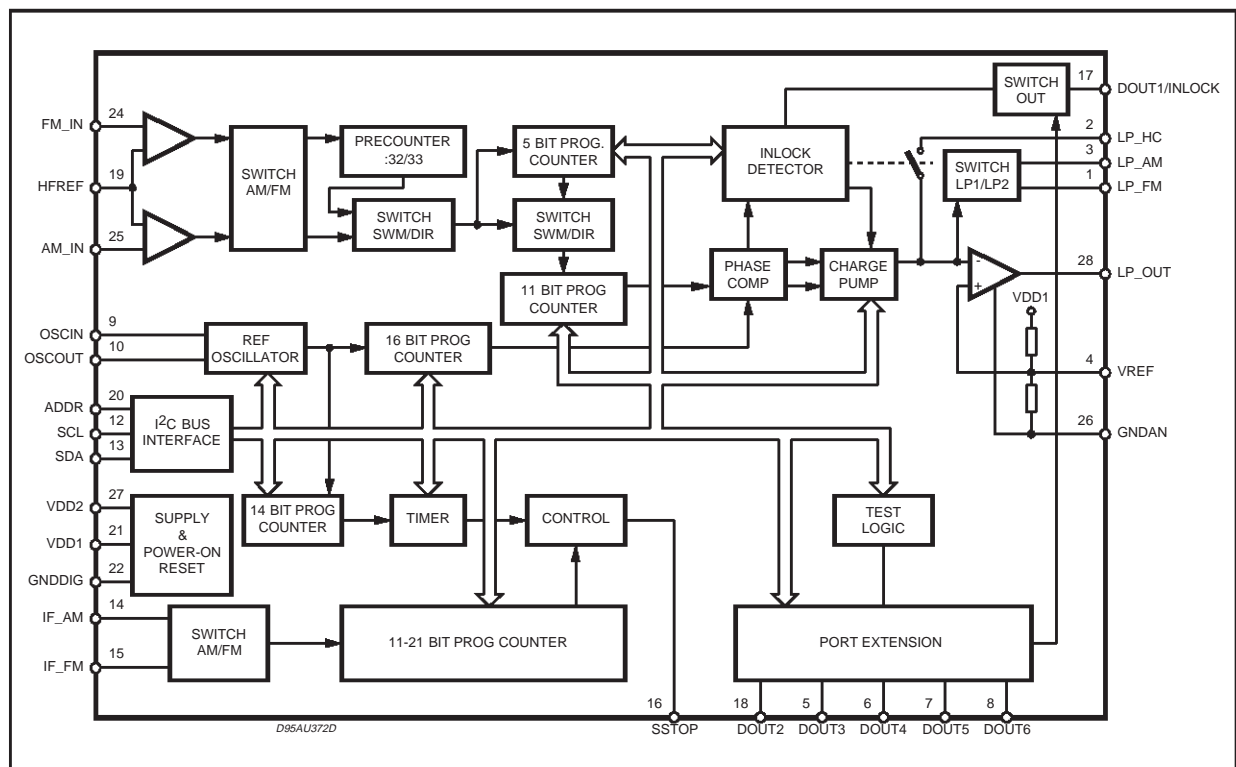 FM_IN
24
HFREF
19
AM_IN
25
SWITCH
AM/FM
PRECOUNTER
:32/33
SWITCH
SWM/DIR
5 BIT PROG.
COUNTER
SWITCH
SWM/DIR
11 BIT PROG
COUNTER
INLOCK
DETECTOR
PHASE
COMP
CHARGE
PUMP
SWITCH
OUT
17
DOUT1/INLOCK
2
LP_HC
SWITCH
LP1/LP2
3
LP_AM
1
LP_FM
-
+
28
LP_OUT
VDD1
4
VREF
26
GNDAN
OSCIN
9
OSCOUT
10
REF
OSCILLATOR
16 BIT PROG
COUNTER
ADDR
20
SCL
12
SDA
13
I2C BUS
INTERFACE
VDD2
27
VDD1
21
GNDDIG
22
SUPPLY
&
POWER-ON
RESET
14 BIT PROG
COUNTER
TIMER
CONTROL
TEST
LOGIC
IF_AM
14
IF_FM
15
SWITCH
AM/FM
11-21 BIT PROG COUNTER
PORT EXTENSION
D95AU372D
16
SSTOP
18
DOUT2
5
DOUT3
6
DOUT4
7
DOUT5
8
DOUT6